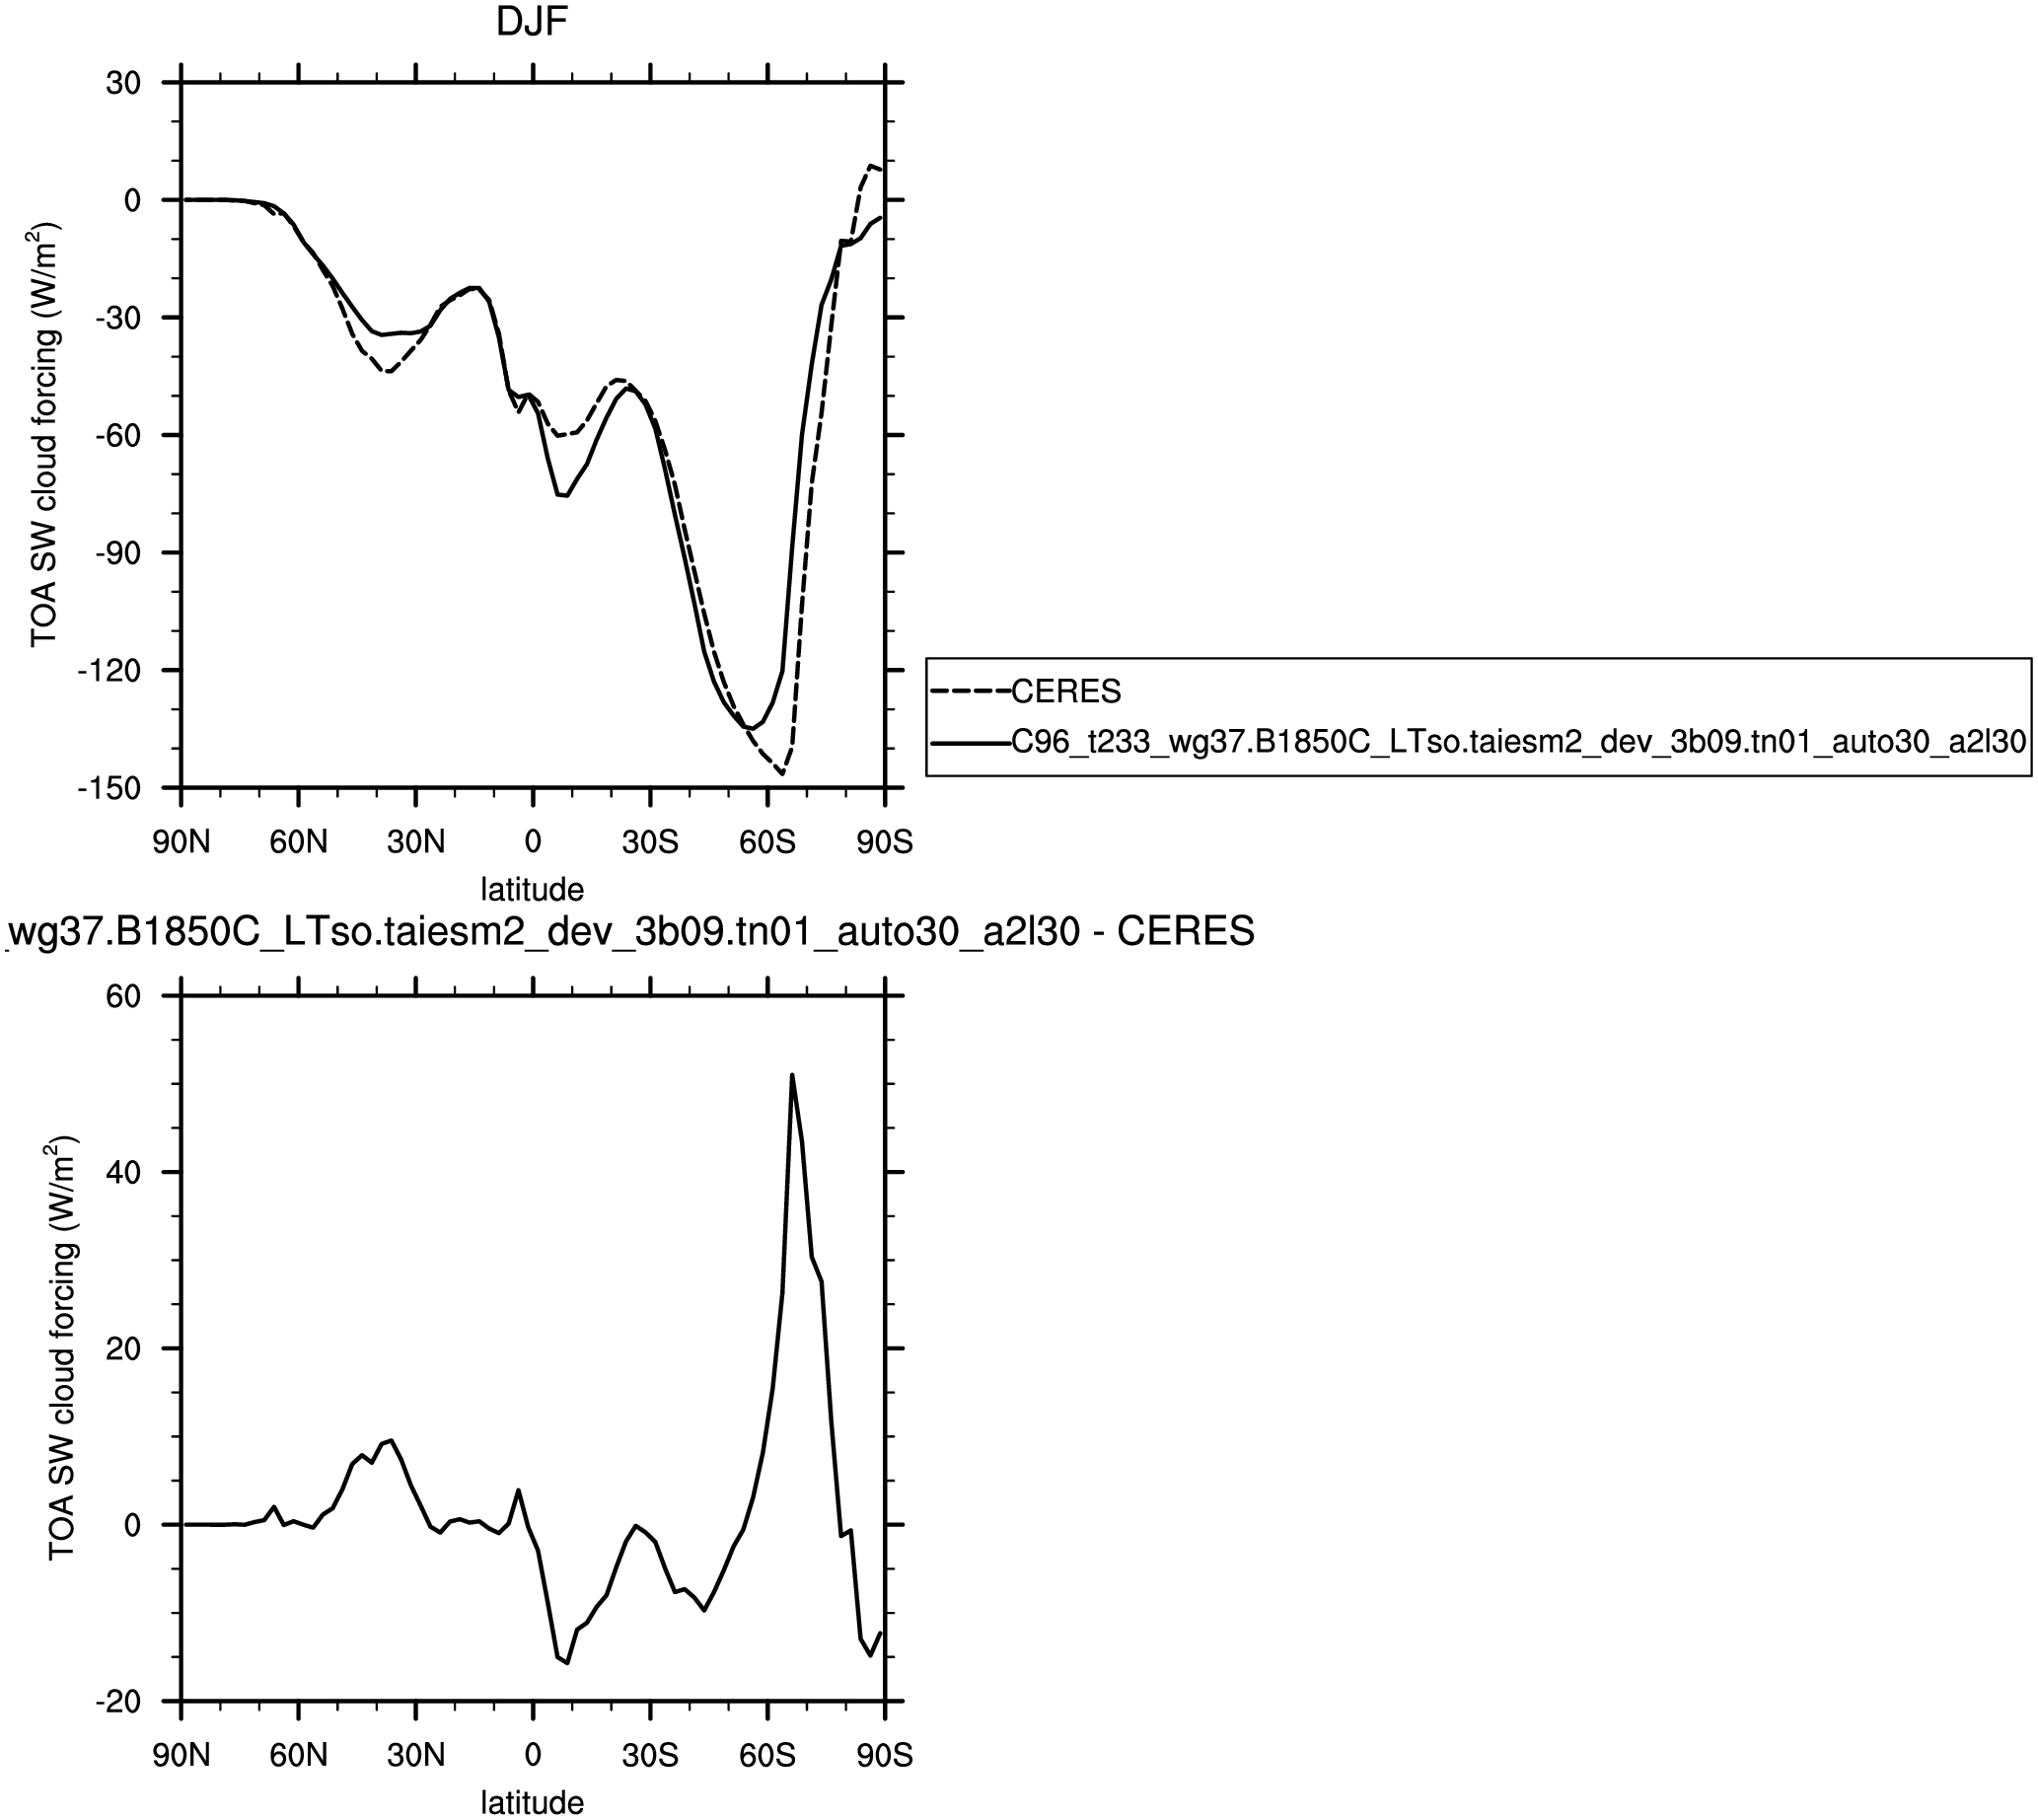 DJF
30
0
-30
-60
-90
-120
-150
TOA SW cloud forcing (W/m²)
90N 60N 30N 0 30S 60S 90S
latitude
CERES
C96_t233_wg37.B1850C_LTso.taiesm2_dev_3b09.tn01_auto30_a2l30
_wg37.B1850C_LTso.taiesm2_dev_3b09.tn01_auto30_a2l30 - CERES
60
40
20
0
-20
TOA SW cloud forcing (W/m²)
90N 60N 30N 0 30S 60S 90S
latitude